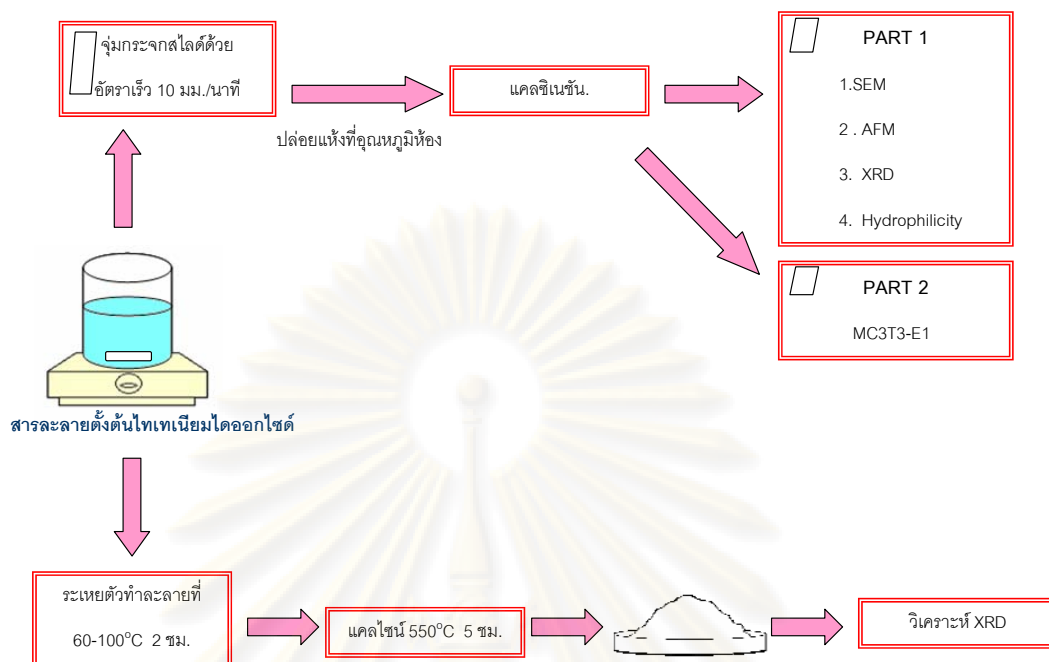 จุ่มกระจกสไลด์ด้วย
อัตราเร็ว 10 มม./นาที
ปล่อยแห้งที่อุณหภูมิห้อง
แคลซิเนชัน.
PART 1
1.SEM
2 . AFM
3. XRD
4. Hydrophilicity
PART 2
MC3T3-E1
สารละลายตั้งต้นไทเทเนียมไดออกไซด์
ระเหยตัวทำละลายที่
60-100°C 2 ชม.
แคลไซน์ 550°C 5 ชม.
วิเคราะห์ XRD